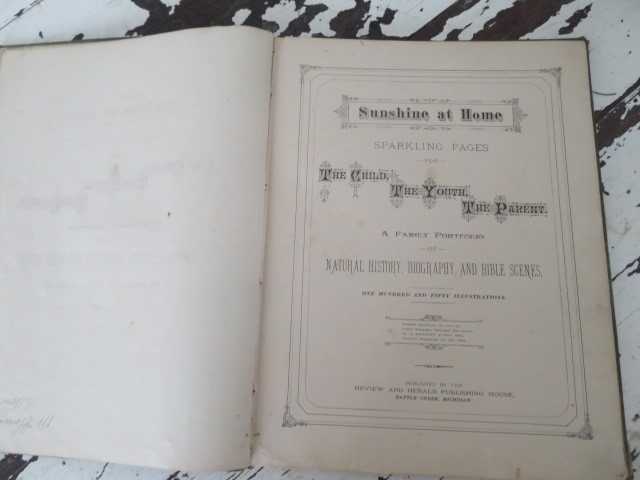 Sunshine at Home
SPARKLING PAGES
FOR
THE CHILD,
THE YOUTH,
THE PARENT.
A FAMILY PORTFOLIO
OF
NATURAL HISTORY, BIOGRAPHY, AND BIBLE SCENES.
ONE HUNDRED AND FIFTY ILLUSTRATIONS.
PUBLISHED BY THE
REVIEW AND HERALD PUBLISHING HOUSE,
BATTLE CREEK, MICHIGAN.